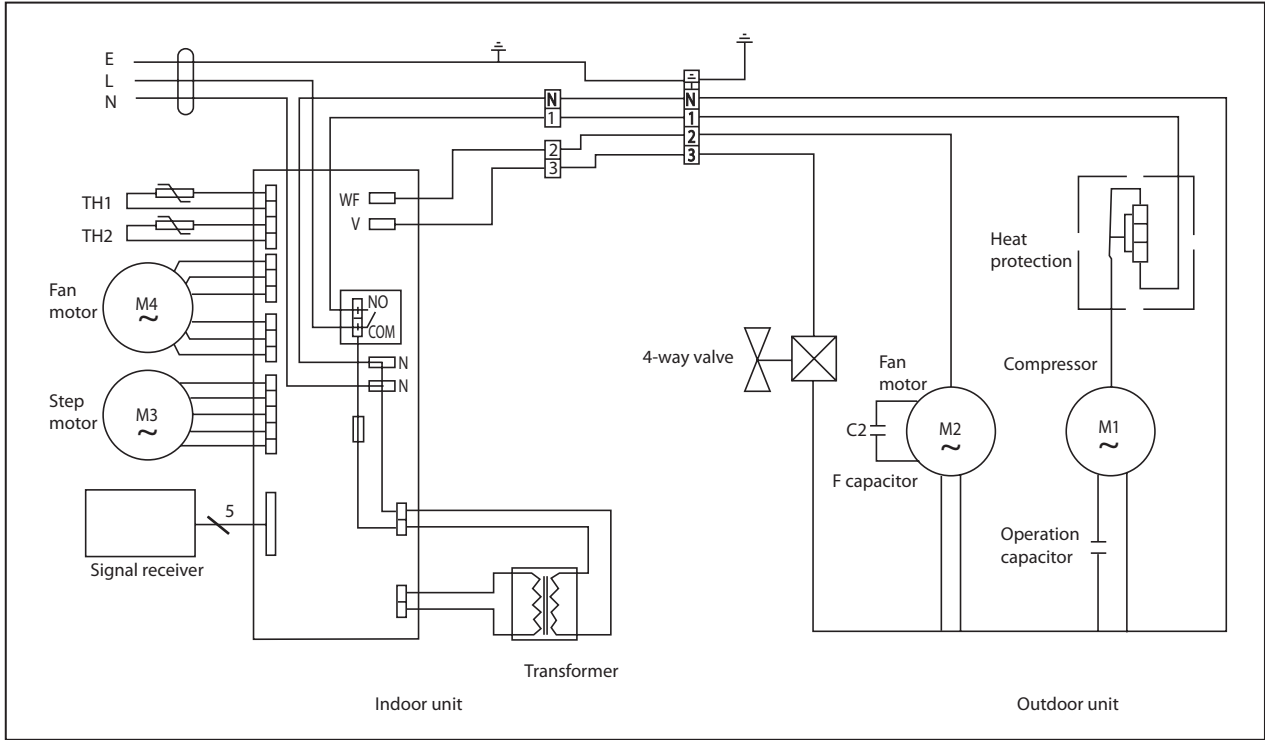 E
L
N
N
N
1
1
2
2
3
3
TH1
TH2
WF
V
Fan
motor
M4
~
NO
COM
N
N
Step
motor
M3
~
5
Signal receiver
Transformer
Indoor unit
Heat
protection
4-way valve
Fan
motor
C2
M2
~
F capacitor
Compressor
M1
~
Operation
capacitor
Outdoor unit